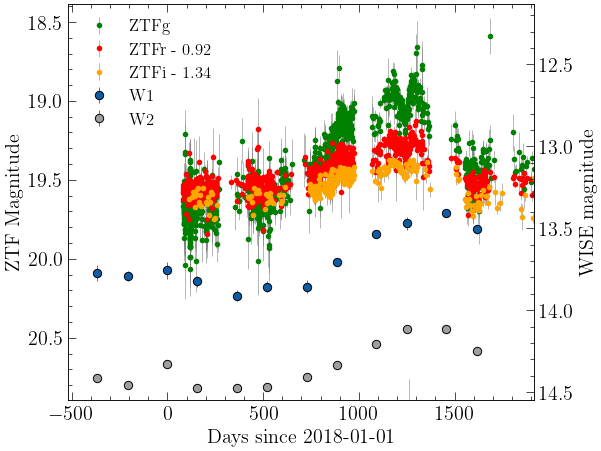 ZTFg
ZTFr - 0.92
ZTFi - 1.34
W1
W2
18.5
19.0
19.5
20.0
20.5
ZTF Magnitude
12.5
13.0
13.5
14.0
14.5
WISE magnitude
−500
0
500
1000
1500
Days since 2018-01-01